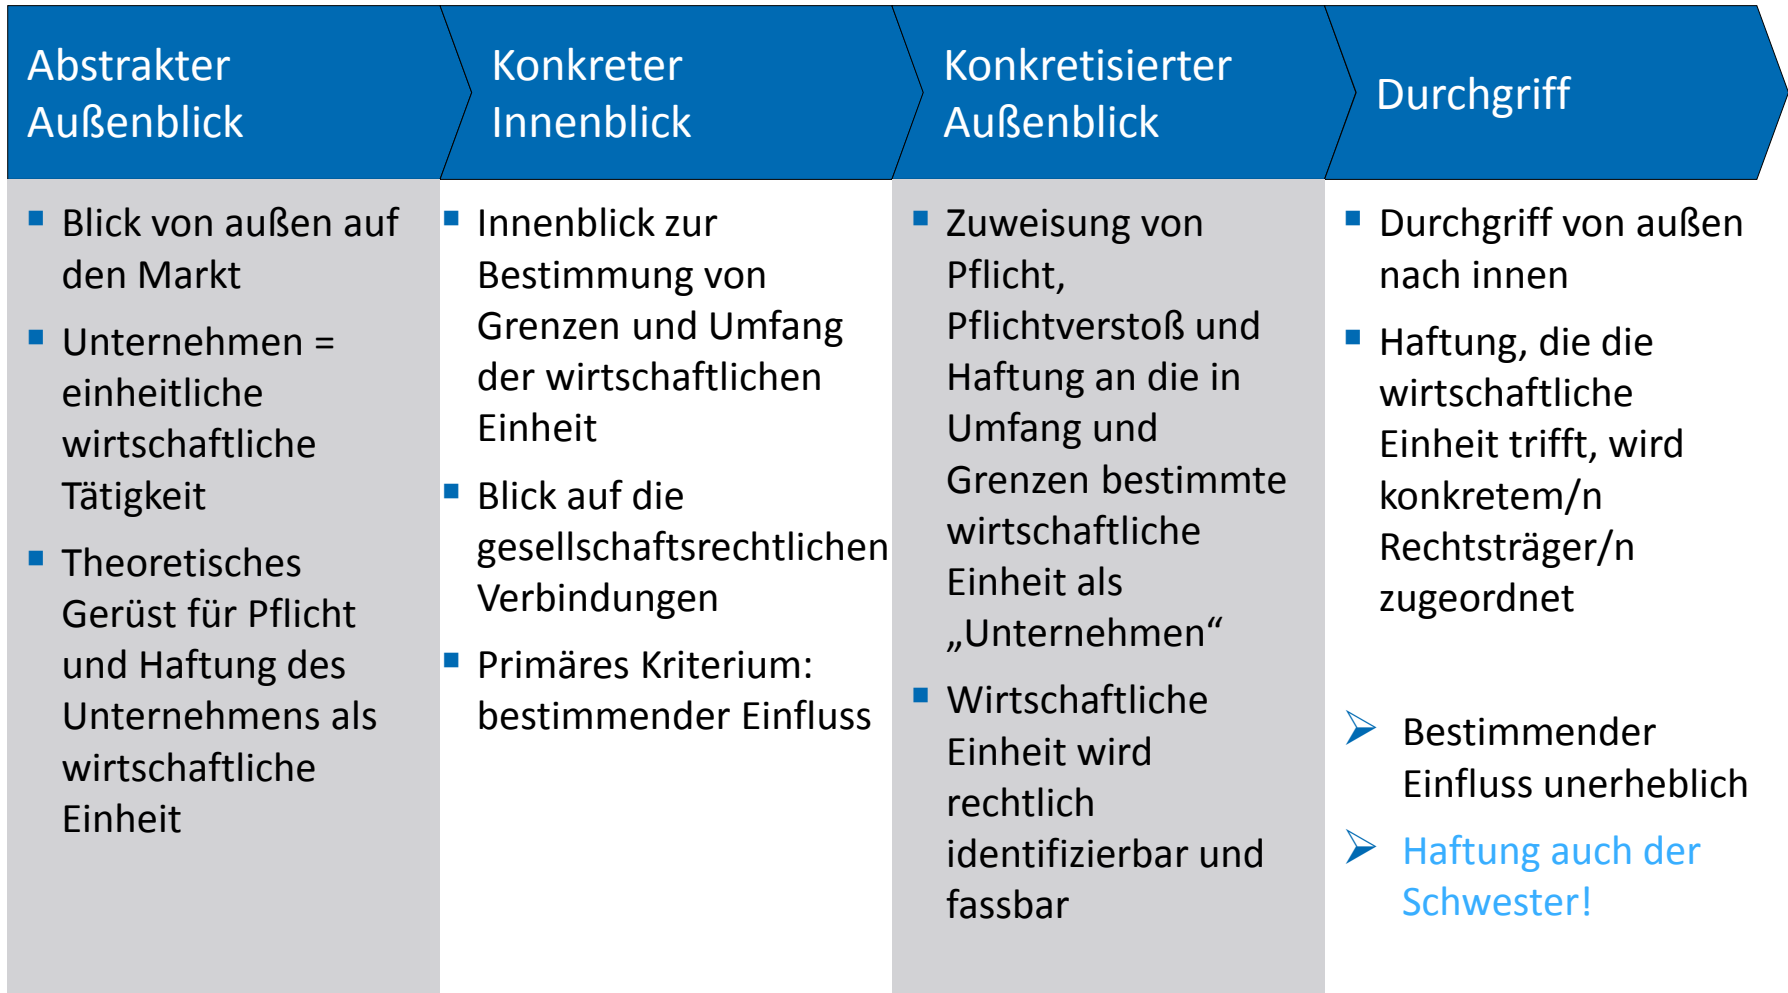 Abstrakter
Außenblick
Konkreter
Innenblick
Konkretisierter
Außenblick
Durchgriff
Blick von außen auf
den Markt
Unternehmen =
einheitliche
wirtschaftliche
Tätigkeit
Theoretisches
Gerüst für Pflicht
und Haftung des
Unternehmens als
wirtschaftliche
Einheit
Innenblick zur
Bestimmung von
Grenzen und Umfang
der wirtschaftlichen
Einheit
Blick auf die
gesellschaftsrechtlichen
Verbindungen
Primäres Kriterium:
bestimmender Einfluss
Zuweisung von
Pflicht,
Pflichtverstoß und
Haftung an die in
Umfang und
Grenzen bestimmte
wirtschaftliche
Einheit als
„Unternehmen“
Wirtschaftliche
Einheit wird
rechtlich
identifizierbar und
fassbar
Durchgriff von außen
nach innen
Haftung, die die
wirtschaftliche
Einheit trifft, wird
konkretem/n
Rechtsträger/n
zugeordnet
Bestimmender
Einfluss unerheblich
Haftung auch der
Schwester!